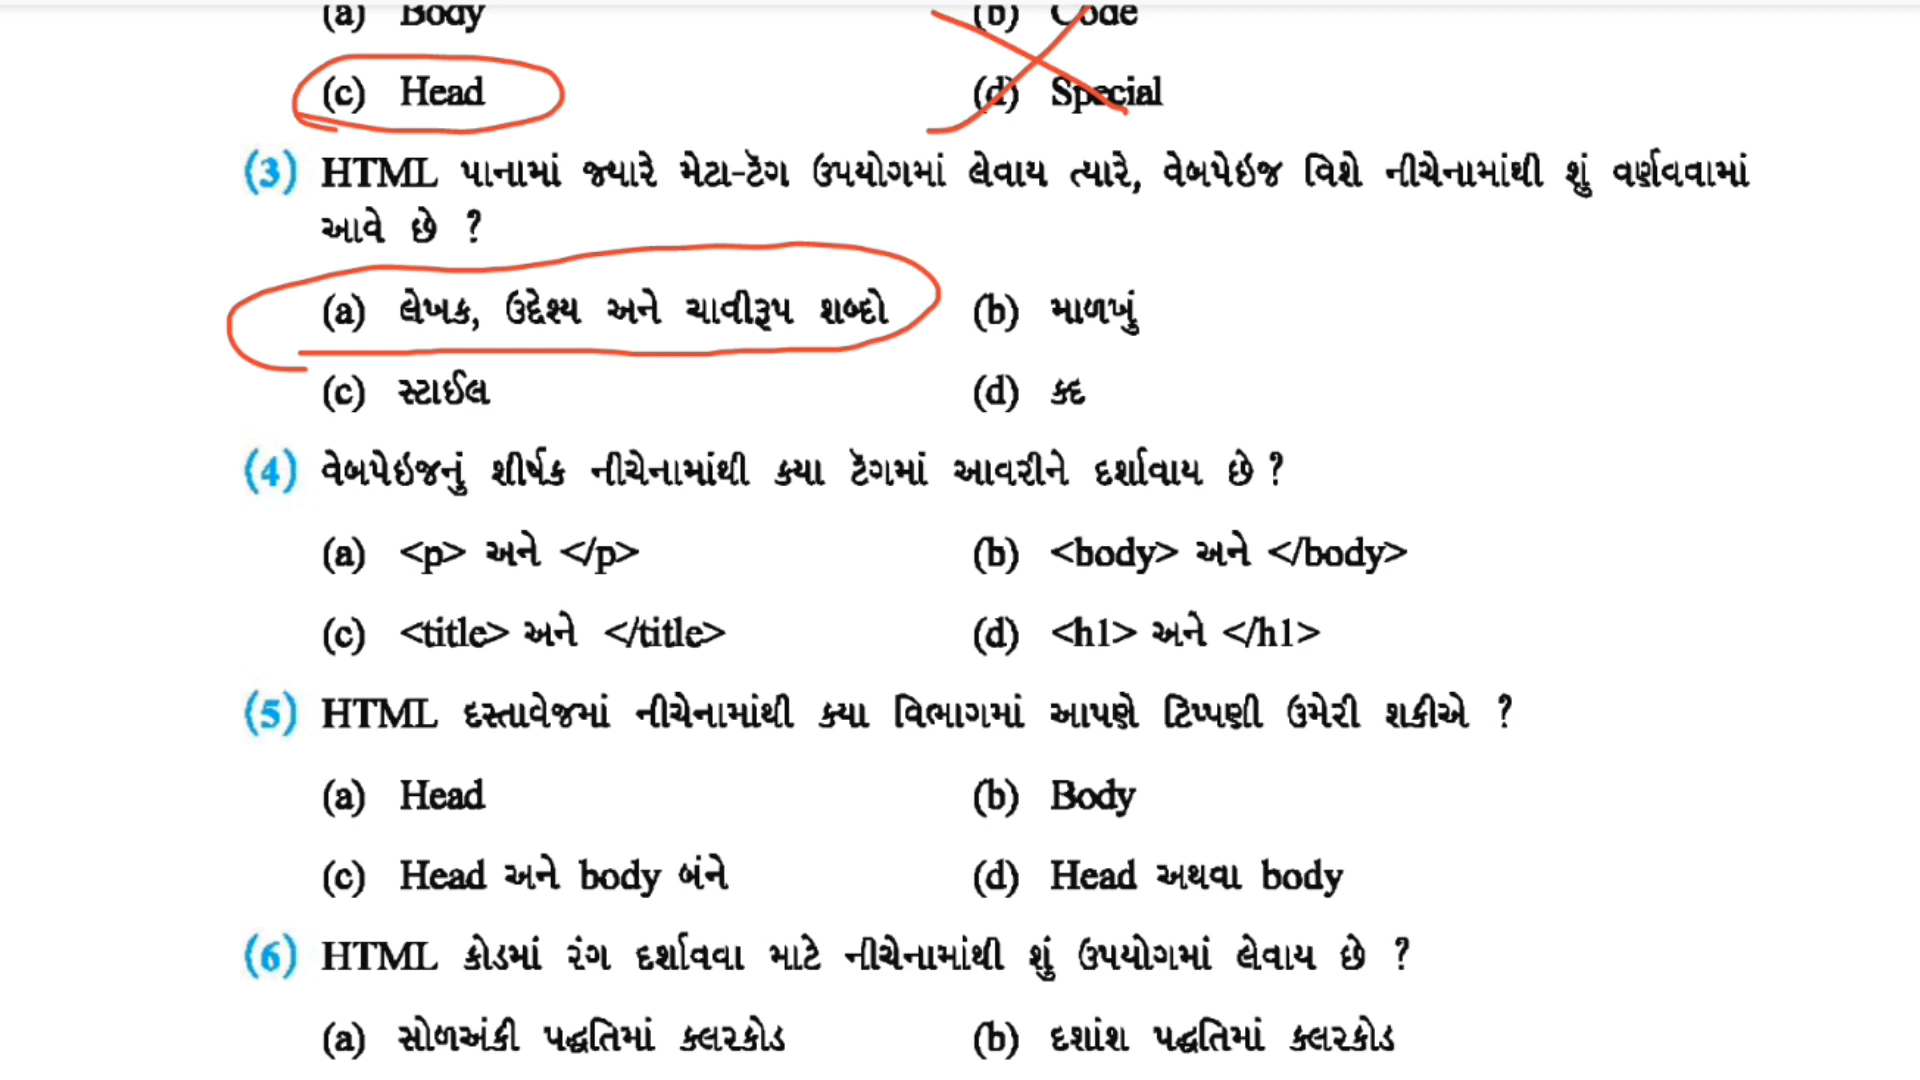 (a) Body (b) Code
(c) Head (d) Special
(3) HTML પાનામાં જ્યારે મેટા-ટૅગ ઉપયોગમાં લેવાય ત્યારે, વેબપેઇજ વિશે નીચેનામાંથી શું વર્ણવવામાં
આવે છે ?
(a) લેખક, ઉદ્દેશ્ય અને ચાવીરૂપ શબ્દો (b) માળખું
(c) સ્ટાઈલ (d) ક્દ
(4) વેબપેઇજનું શીર્ષક નીચેનામાંથી ક્યા ટૅગમાં આવરીને દર્શાવાય છે ?
(a) <p> અને </p> (b) <body> અને </body>
(c) <title> અને </title> (d) <h1> અને </h1>
(5) HTML દસ્તાવેજમાં નીચેનામાંથી ક્યા વિભાગમાં આપણે ટિપ્પણી ઉમેરી શકીએ ?
(a) Head (b) Body
(c) Head અને body બંને (d) Head અથવા body
(6) HTML કોડમાં રંગ દર્શાવવા માટે નીચેનામાંથી શું ઉપયોગમાં લેવાય છે ?
(a) સોળઅંકી પદ્ધતિમાં ક્લરકોડ (b) દશાંશ પદ્ધતિમાં ક્લરકોડ